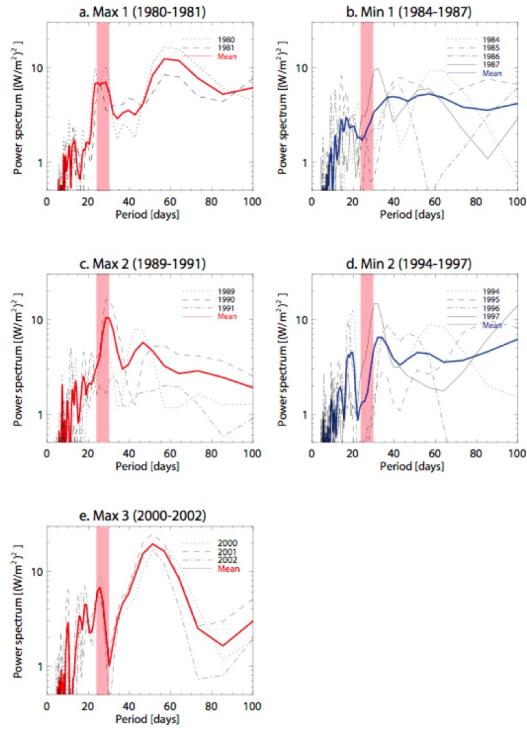 a. Max 1 (1980-1981)
Power spectrum [(W/m²)² ]
10
1
1980
1981
Mean
0 20 40 60 80 100
Period [days]
b. Min 1 (1984-1987)
Power spectrum [(W/m²)² ]
10
1
1984
1985
1986
1987
Mean
0 20 40 60 80 100
Period [days]
c. Max 2 (1989-1991)
Power spectrum [(W/m²)² ]
10
1
1989
1990
1991
Mean
0 20 40 60 80 100
Period [days]
d. Min 2 (1994-1997)
Power spectrum [(W/m²)² ]
10
1
1994
1995
1996
1997
Mean
0 20 40 60 80 100
Period [days]
e. Max 3 (2000-2002)
Power spectrum [(W/m²)² ]
10
1
2000
2001
2002
Mean
0 20 40 60 80 100
Period [days]